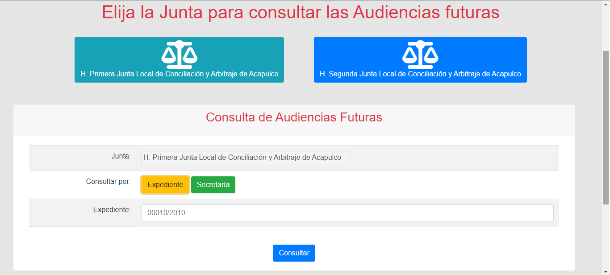 Elija la Junta para consultar las Audiencias futuras
H. Primera Junta Local de Conciliación y Arbitraje de Acapulco
H. Segunda Junta Local de Conciliación y Arbitraje de Acapulco
Consulta de Audiencias Futuras
Junta: H. Primera Junta Local de Conciliación y Arbitraje de Acapulco
Consultar por: Expediente Secretaría
Expediente: 00010/2010
Consultar